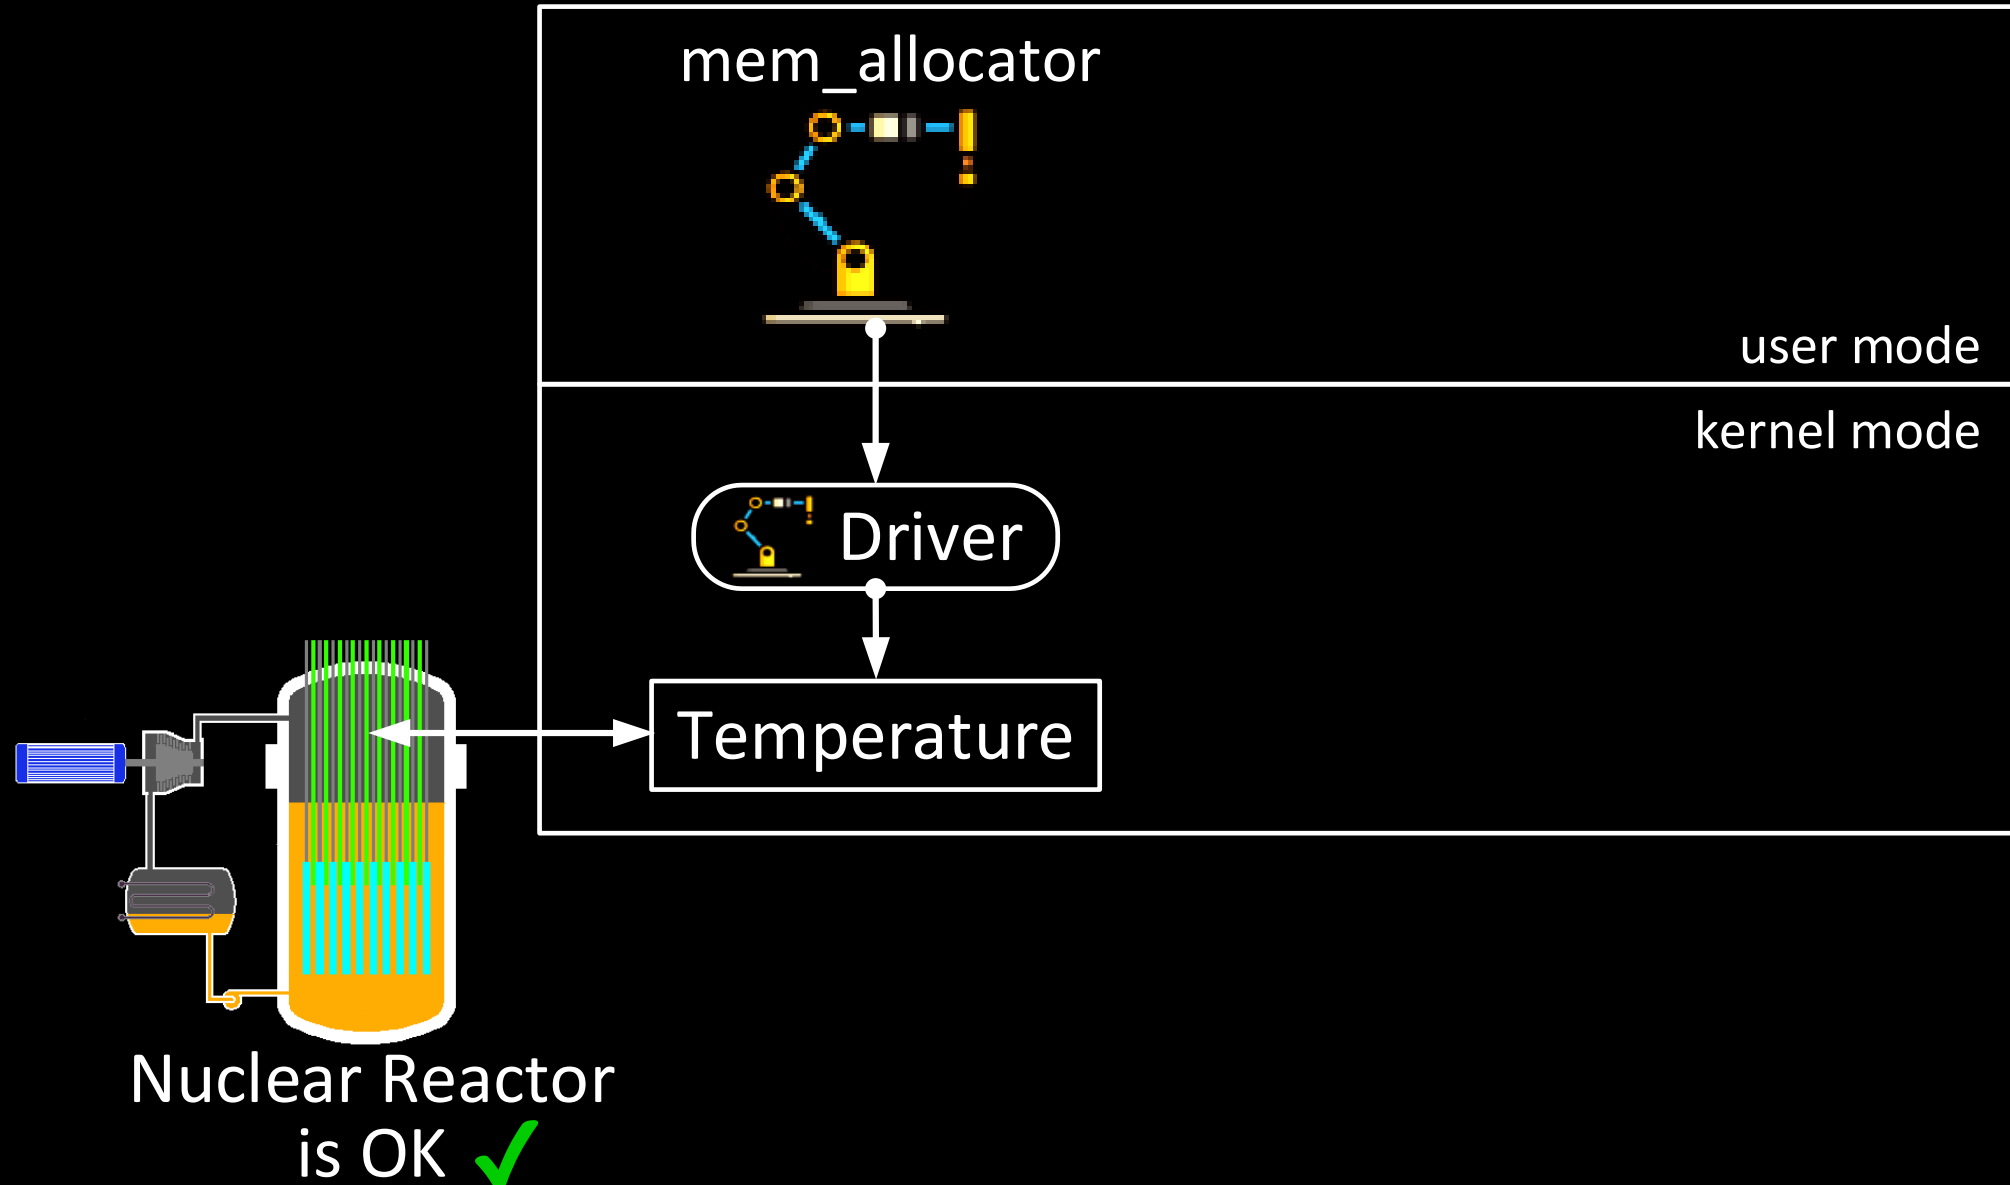 mem_allocator
user mode
kernel mode
Driver
Temperature
Nuclear Reactor
is OK